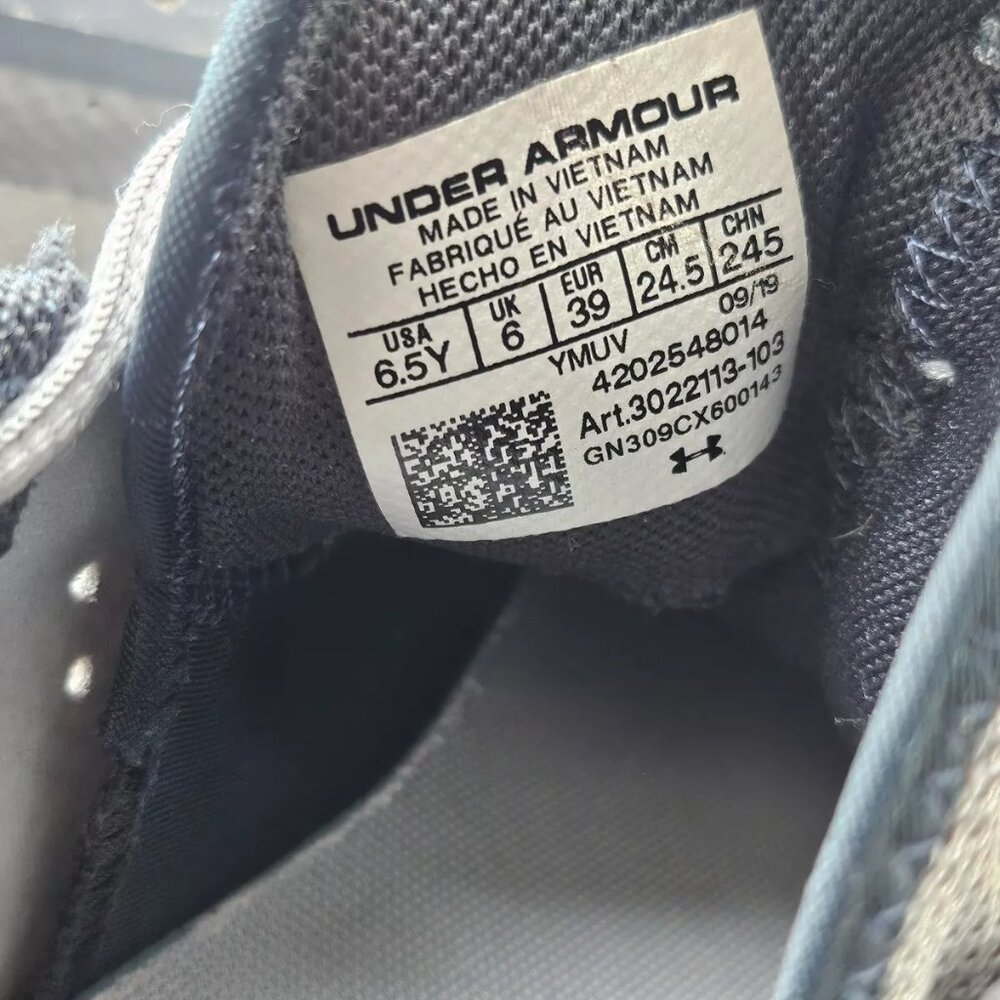 UNDER ARMOUR
MADE IN VIETNAM
FABRIQUÉ AU VIETNAM
HECHO EN VIETNAM
USA UK EUR CM CHN
6.5Y 6 39 24.5 245
YMUV 09/19
4202548014
Art.3022113-103
GN309CX600143